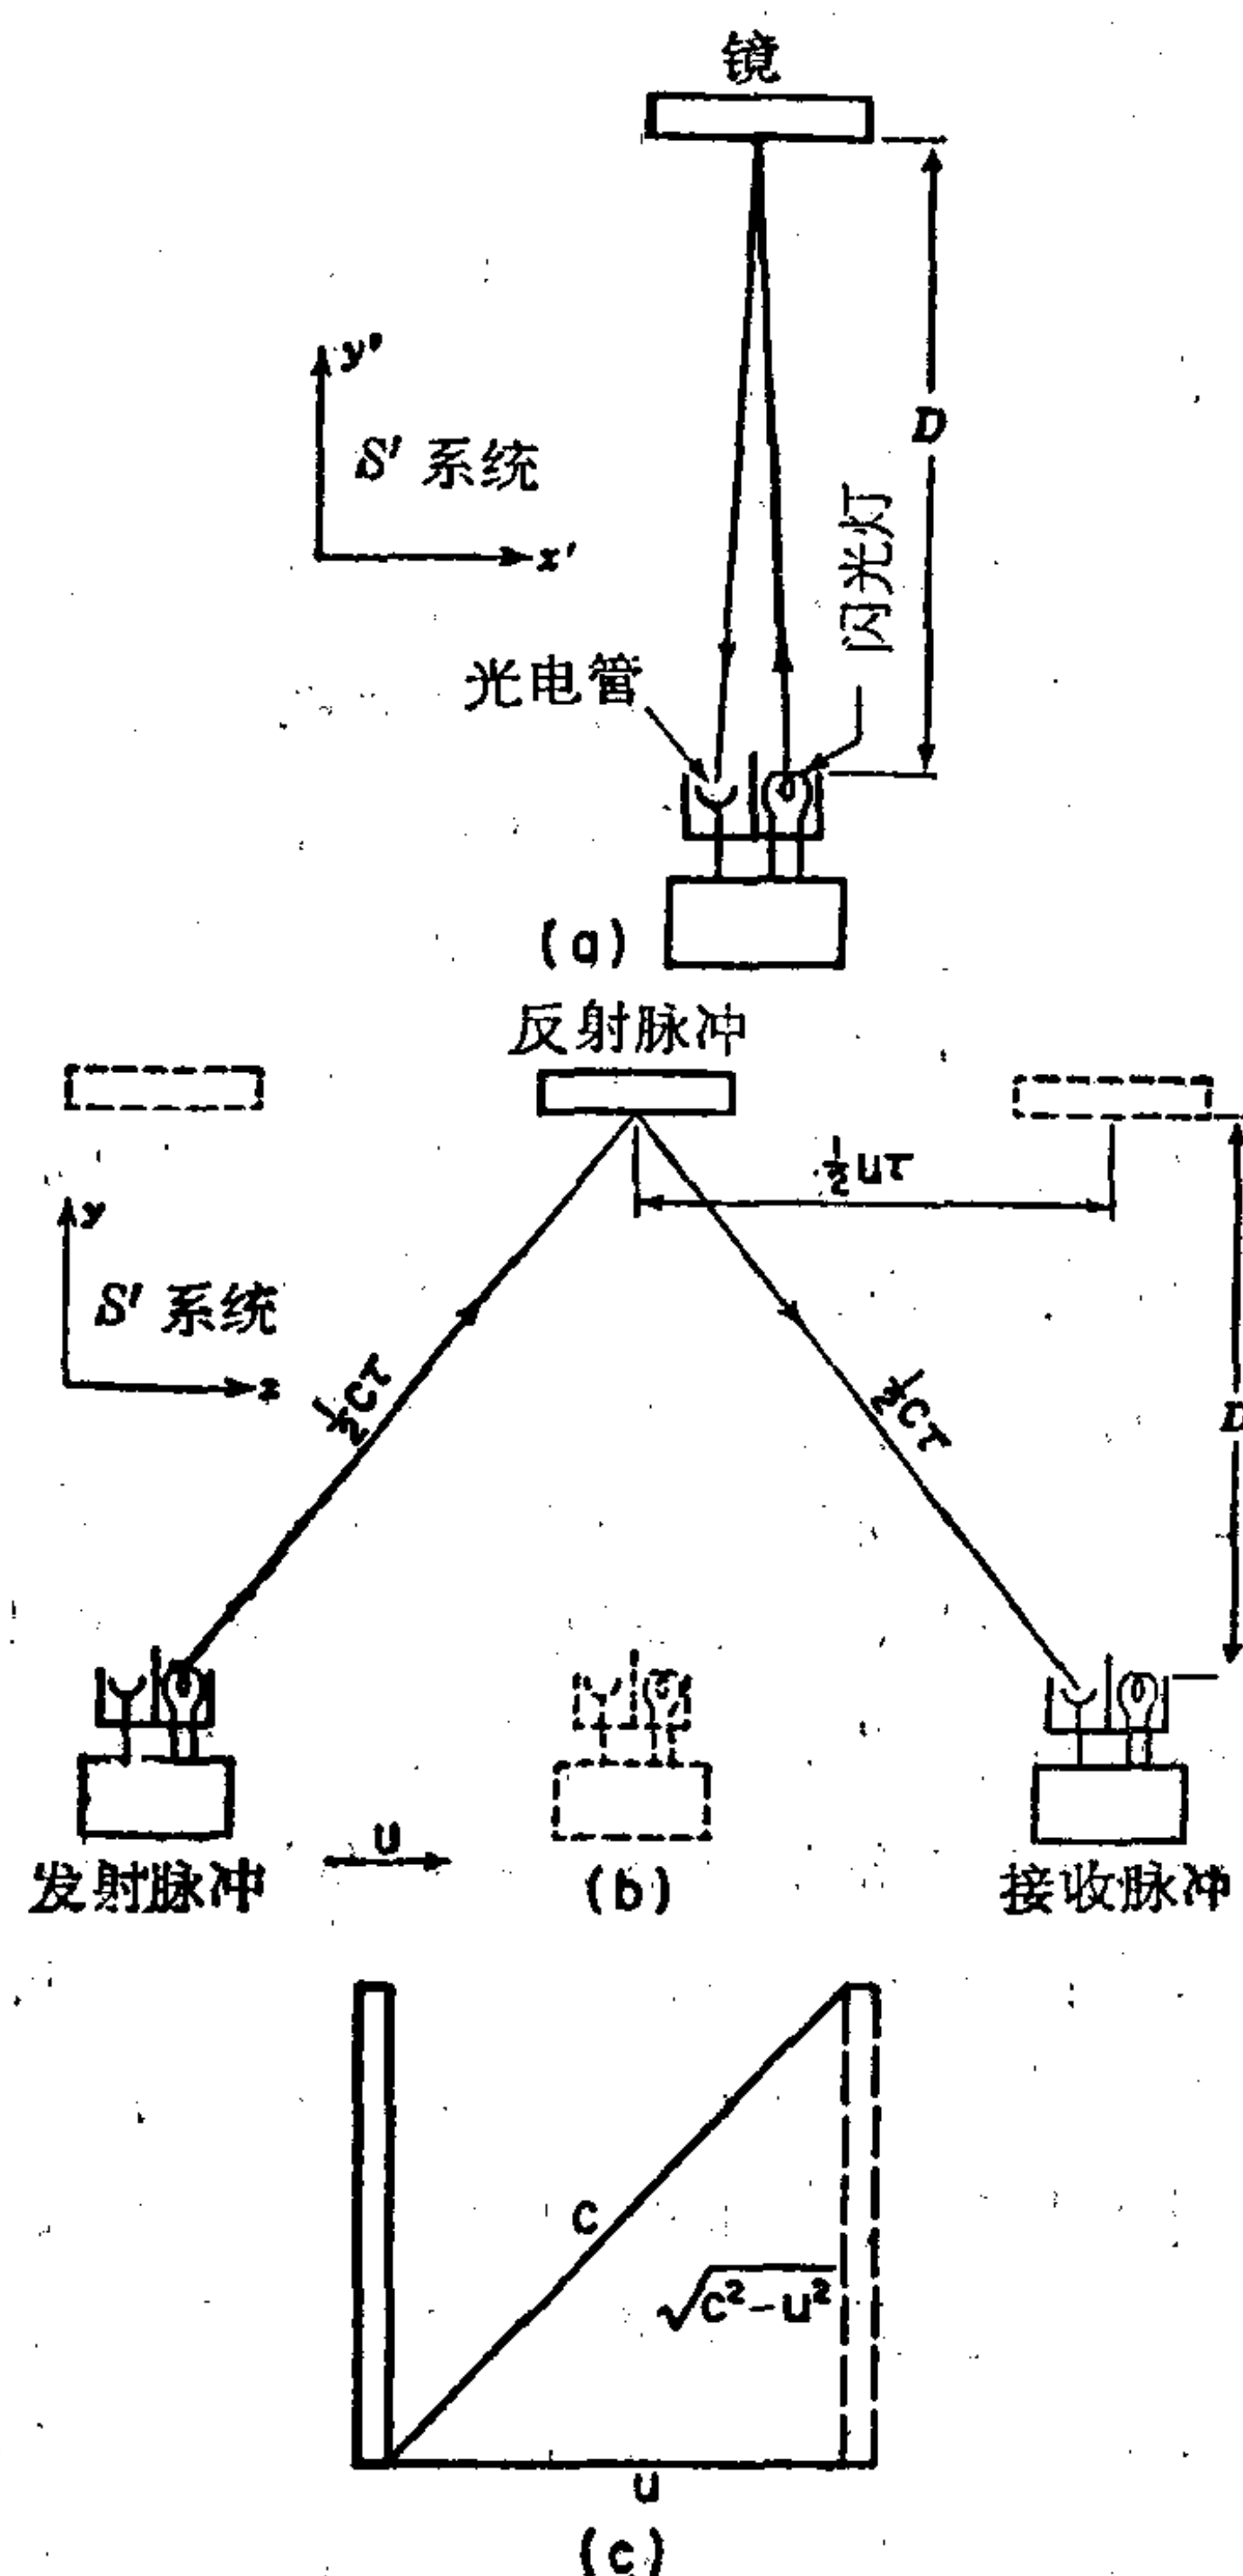 镜
y'
S' 系统
x'
D
闪光灯
光电管
(a)
反射脉冲
½uτ
y
S' 系统
x
½cτ
½cτ
D
发射脉冲
u
(b)
接收脉冲
c
√c²-u²
u
(c)